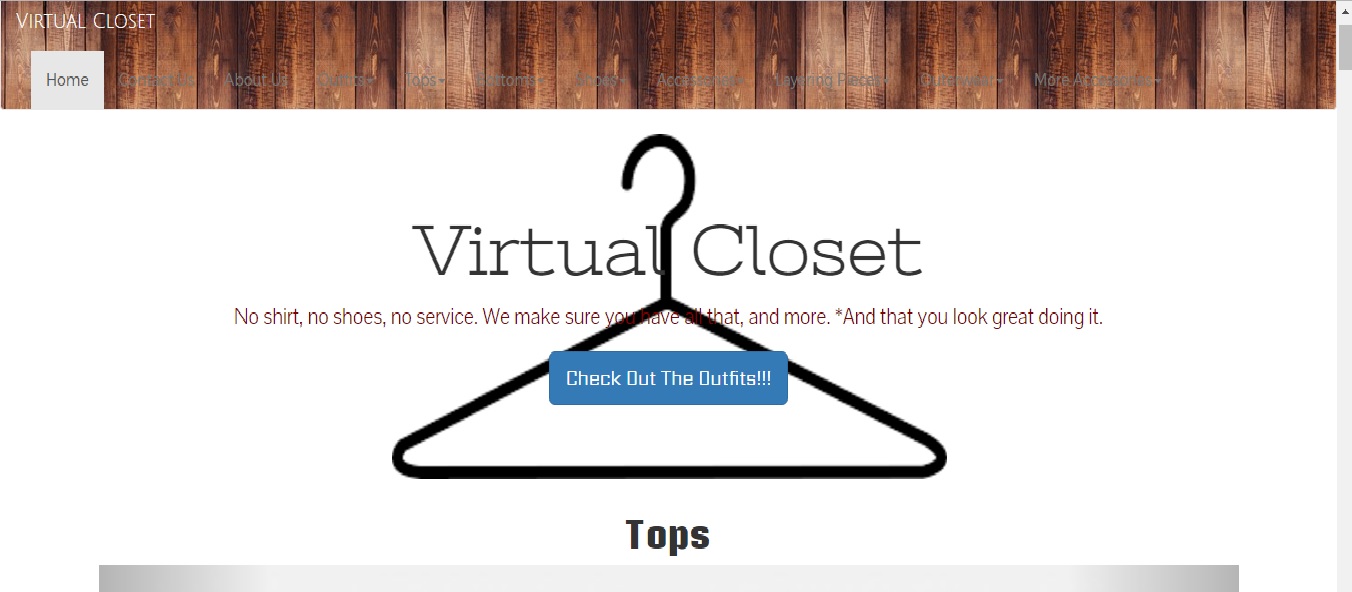 VIRTUAL CLOSET
Home Contact Us About Us Outfits Tops Bottoms Shoes Accessories Layering Pieces Outerwear More Accessories
Virtual Closet
No shirt, no shoes, no service. We make sure you have all that, and more. *And that you look great doing it.
Check Out The Outfits!!!
Tops